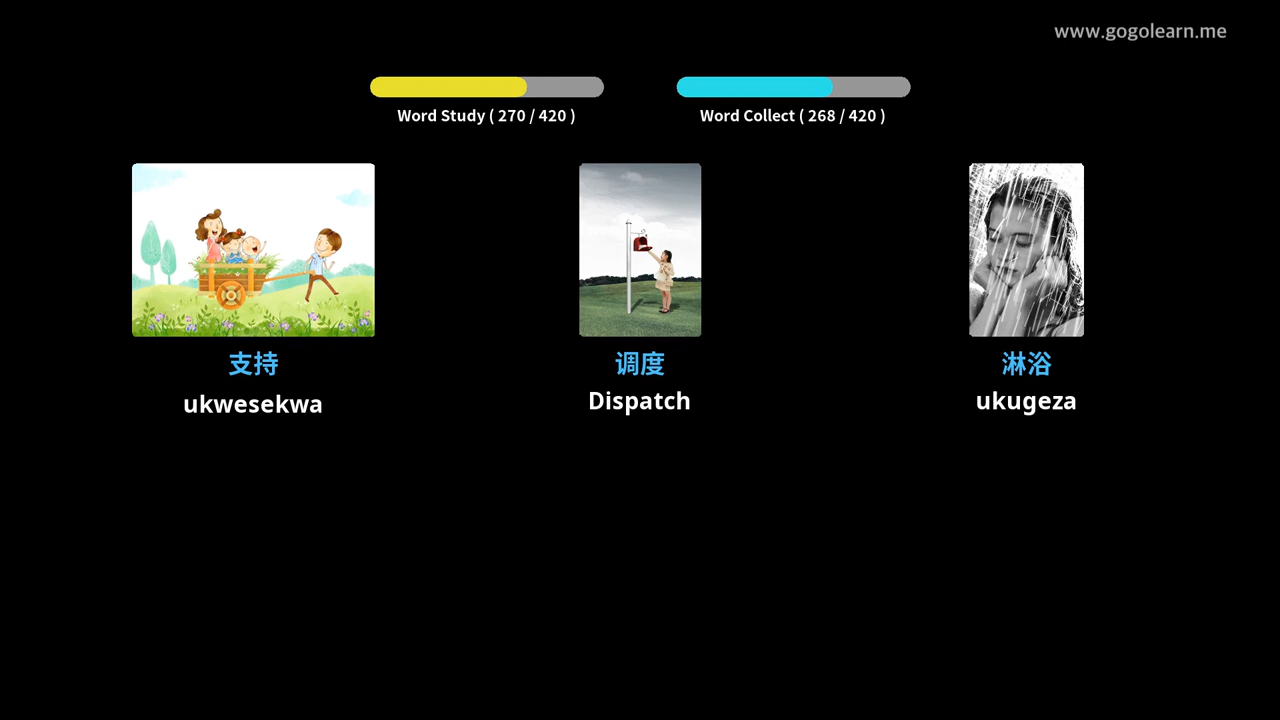 www.gogolearn.me
Word Study ( 270 / 420 )
Word Collect ( 268 / 420 )
支持
ukwesekwa
调度
Dispatch
淋浴
ukugeza